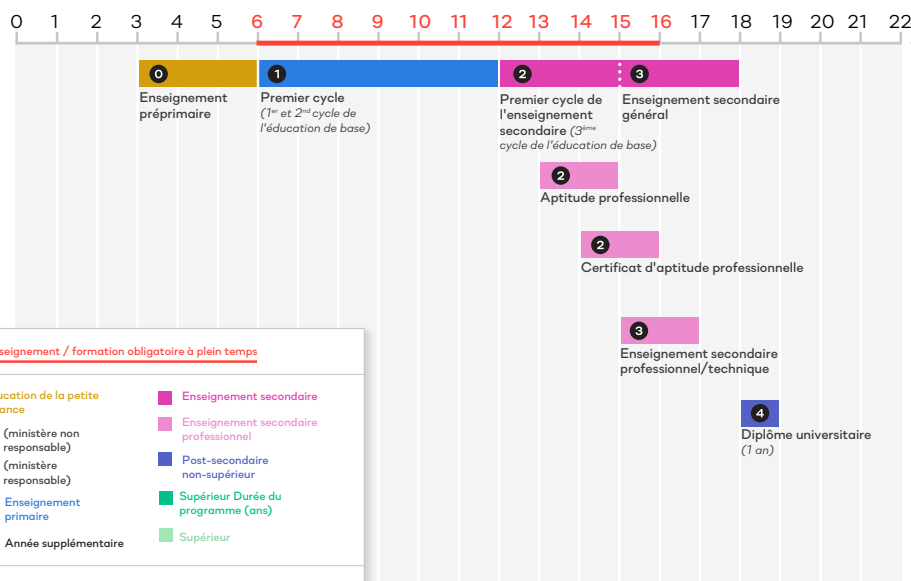 0 1 2 3 4 5 6 7 8 9 10 11 12 13 14 15 16 17 18 19 20 21 22
0 1 2 3
Enseignement
préprimaire
Premier cycle
(1er et 2nd cycle de
l'éducation de base)
Premier cycle de
l'enseignement
secondaire (3ème
cycle de l'éducation de base)
Enseignement secondaire
général
2
Aptitude professionnelle
2
Certificat d'aptitude professionnelle
3
Enseignement secondaire
professionnel/technique
4
Diplôme universitaire
(1 an)
seignement / formation obligatoire à plein temps
ucation de la petite
ance
(ministère non
responsable)
(ministère
responsable)
Enseignement
primaire
Année supplémentaire
Enseignement secondaire
Enseignement secondaire
professionnel
Post-secondaire
non-supérieur
Supérieur Durée du
programme (ans)
Supérieur